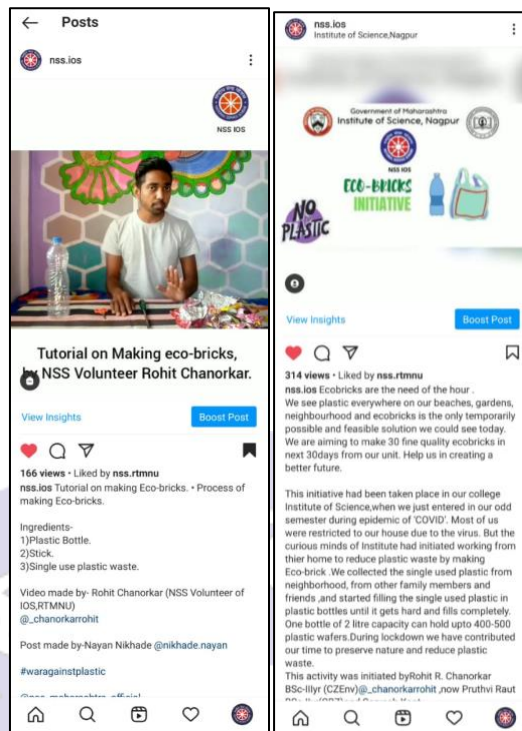 Posts
nss.ios
NSS IOS
Tutorial on Making eco-bricks,
by NSS Volunteer Rohit Chanorkar.
View Insights
Boost Post
166 views • Liked by nss.rtmnu
nss.ios Tutorial on making Eco-bricks. • Process of
making Eco-bricks.
Ingredients-
1)Plastic Bottle.
2)Stick.
3)Single use plastic waste.
Video made by- Rohit Chanorkar (NSS Volunteer of
IOS,RTMNU)
@_chanorkarrohit
Post made by-Nayan Nikhade @nikhade.nayan
#waragainstplastic
@nss_maharashtra_official
nss.ios
Institute of Science,Nagpur
Government of Maharashtra
Institute of Science, Nagpur
NSS IOS
ECO-BRICKS
INITIATIVE
NO
PLASTIC
View Insights
Boost Post
314 views • Liked by nss.rtmnu
nss.ios Ecobricks are the need of the hour .
We see plastic everywhere on our beaches, gardens,
neighbourhood and ecobricks is the only temporarily
possible and feasible solution we could see today.
We are aiming to make 30 fine quality ecobricks in
next 30days from our unit. Help us in creating a
better future.
This initiative had been taken place in our college
Institute of Science,when we just entered in our odd
semester during epidemic of 'COVID'. Most of us
were restricted to our house due to the virus. But the
curious minds of Institute had initiated working from
thier home to reduce plastic waste by making
Eco-brick .We collected the single used plastic from
neighborhood, from other family members and
friends ,and started filling the single used plastic in
plastic bottles until it gets hard and fills completely.
One bottle of 2 litre capacity can hold upto 400-500
plastic wafers.During lockdown we have contributed
our time to preserve nature and reduce plastic
waste.
This activity was initiated byRohit R. Chanorkar
BSc-IIIyr (CZEnv)@_chanorkarrohit ,now Pruthvi Raut